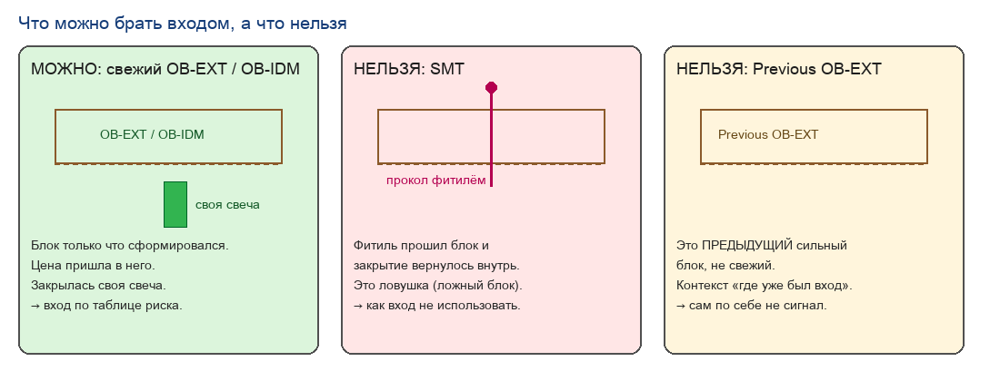 Что можно брать входом, а что нельзя
МОЖНО: свежий OB-EXT / OB-IDM
OB-EXT / OB-IDM
своя свеча
Блок только что сформировался.
Цена пришла в него.
Закрылась своя свеча.
→ вход по таблице риска.
НЕЛЬЗЯ: SMT
прокол фитилём
Фитиль прошил блок и
закрытие вернулось внутрь.
Это ловушка (ложный блок).
→ как вход не использовать.
НЕЛЬЗЯ: Previous OB-EXT
Previous OB-EXT
Это ПРЕДЫДУЩИЙ сильный
блок, не свежий.
Контекст «где уже был вход».
→ сам по себе не сигнал.